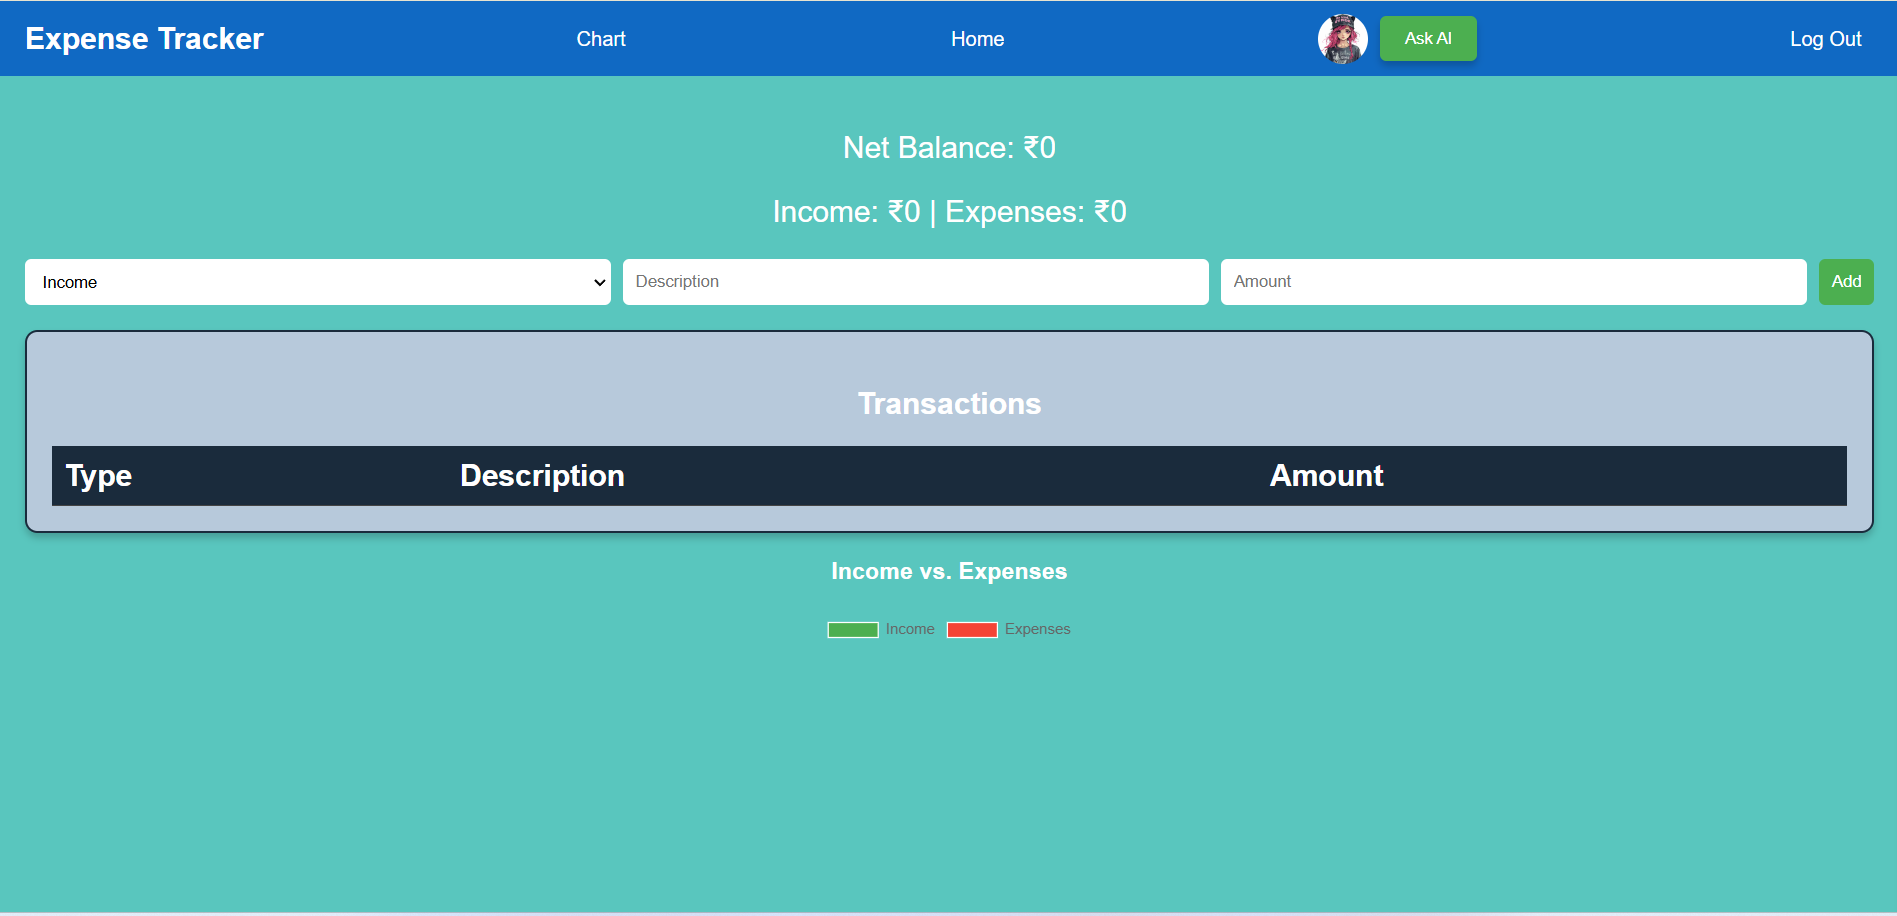 Expense Tracker Chart Home Ask AI Log Out
Net Balance: ₹0
Income: ₹0 | Expenses: ₹0
Income Description Amount Add
Transactions
Type Description Amount
Income vs. Expenses
Income Expenses